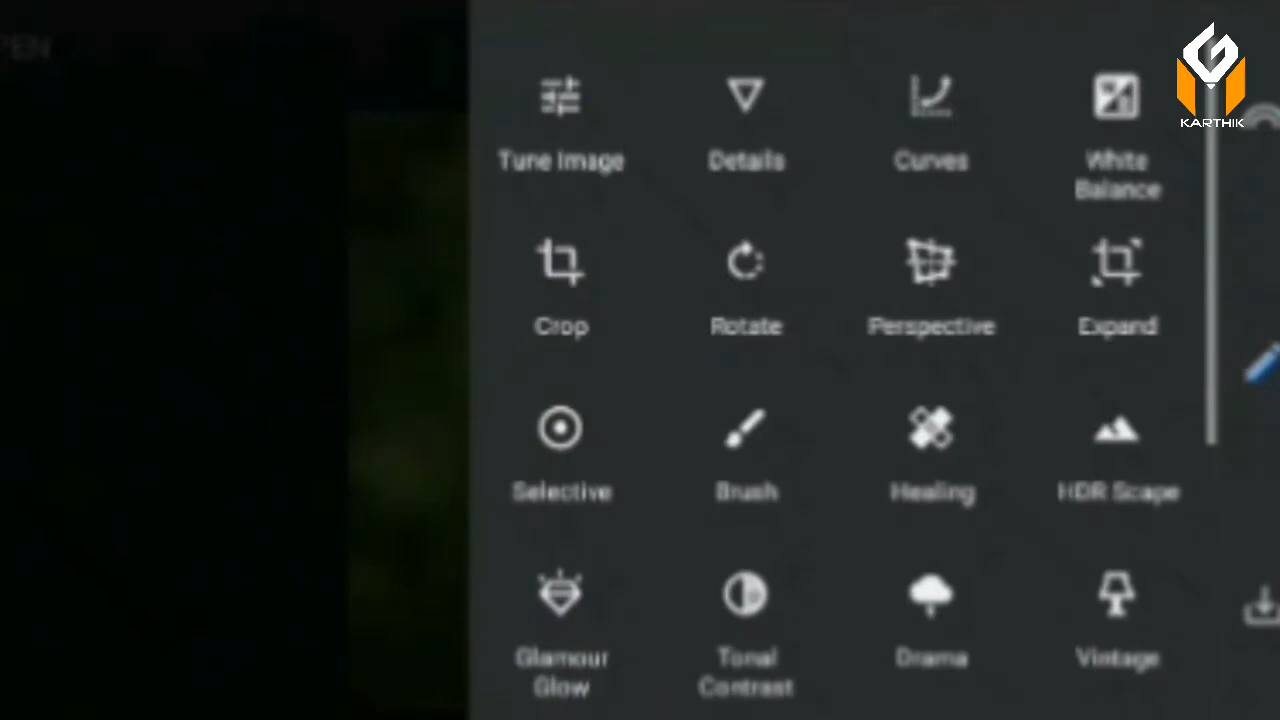 PEN
KARTHIK
Tune Image
Details
Curves
White
Balance
Crop
Rotate
Perspective
Expand
Selective
Brush
Healing
HDR Scape
Glamour
Glow
Tonal
Contrast
Drama
Vintage